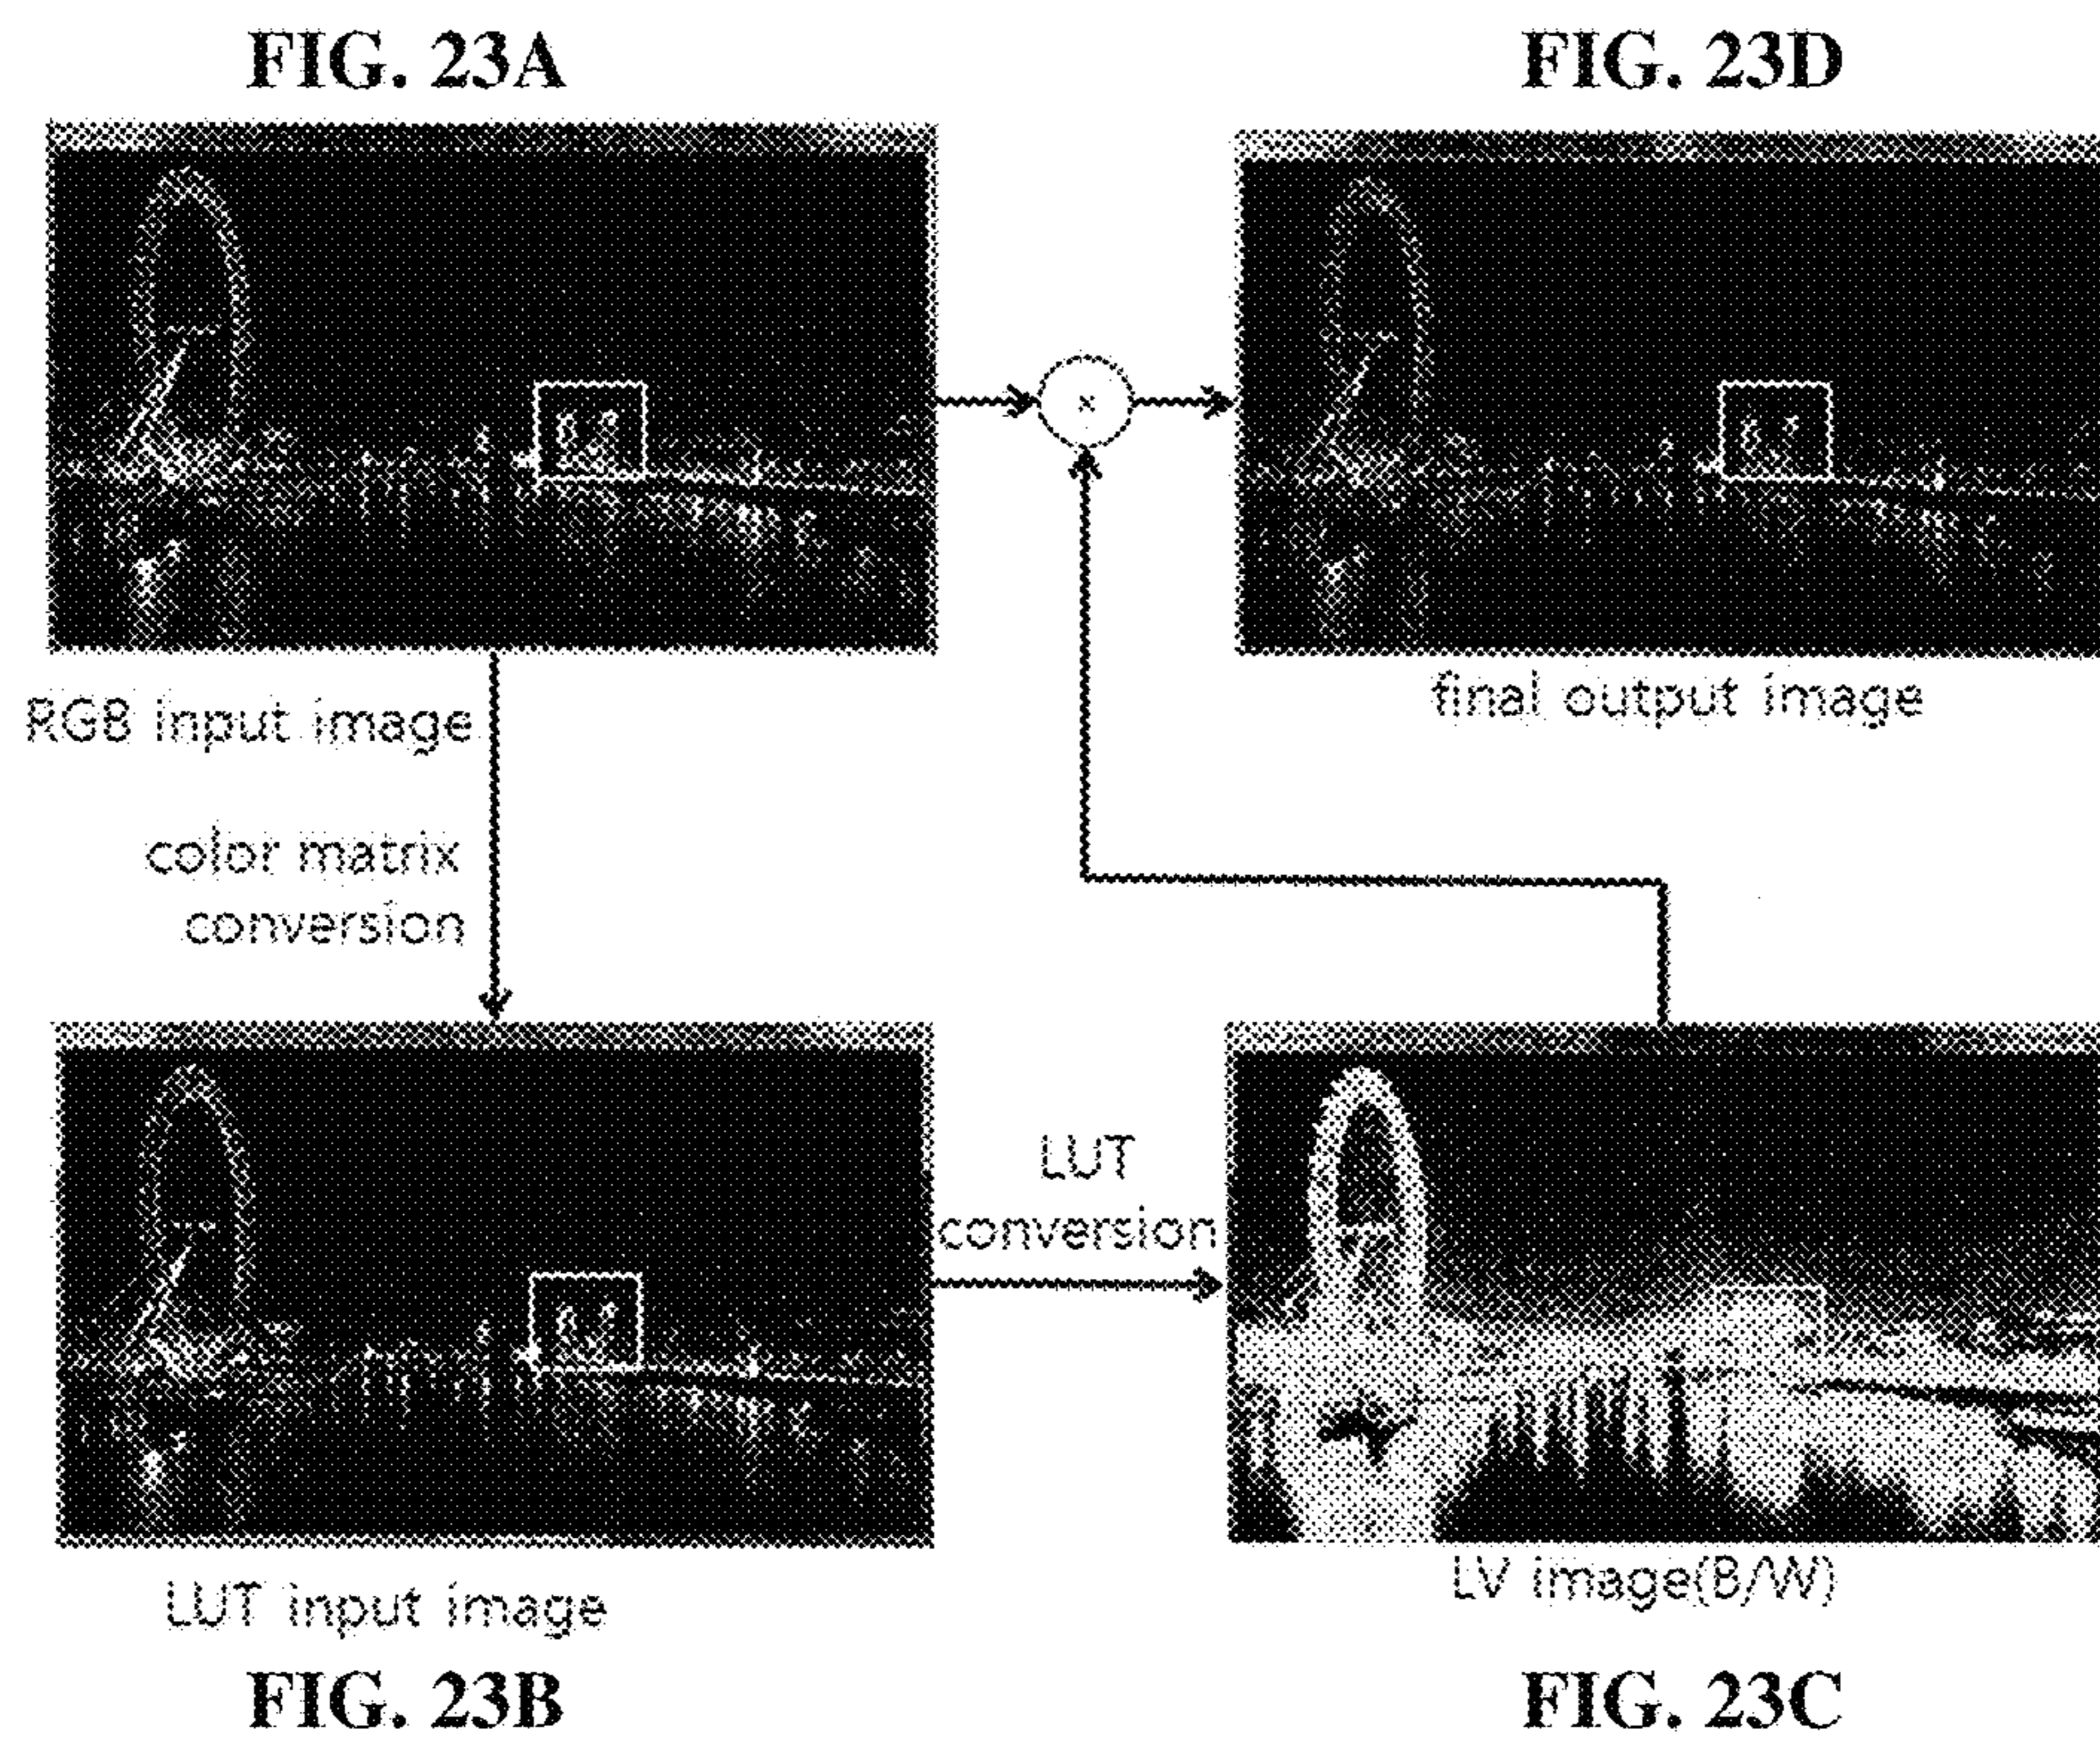 FIG. 23A
FIG. 23D
×
RGB input image
final output image
color matrix
conversion
LUT
conversion
LUT input image
LV image(B/W)
FIG. 23B
FIG. 23C